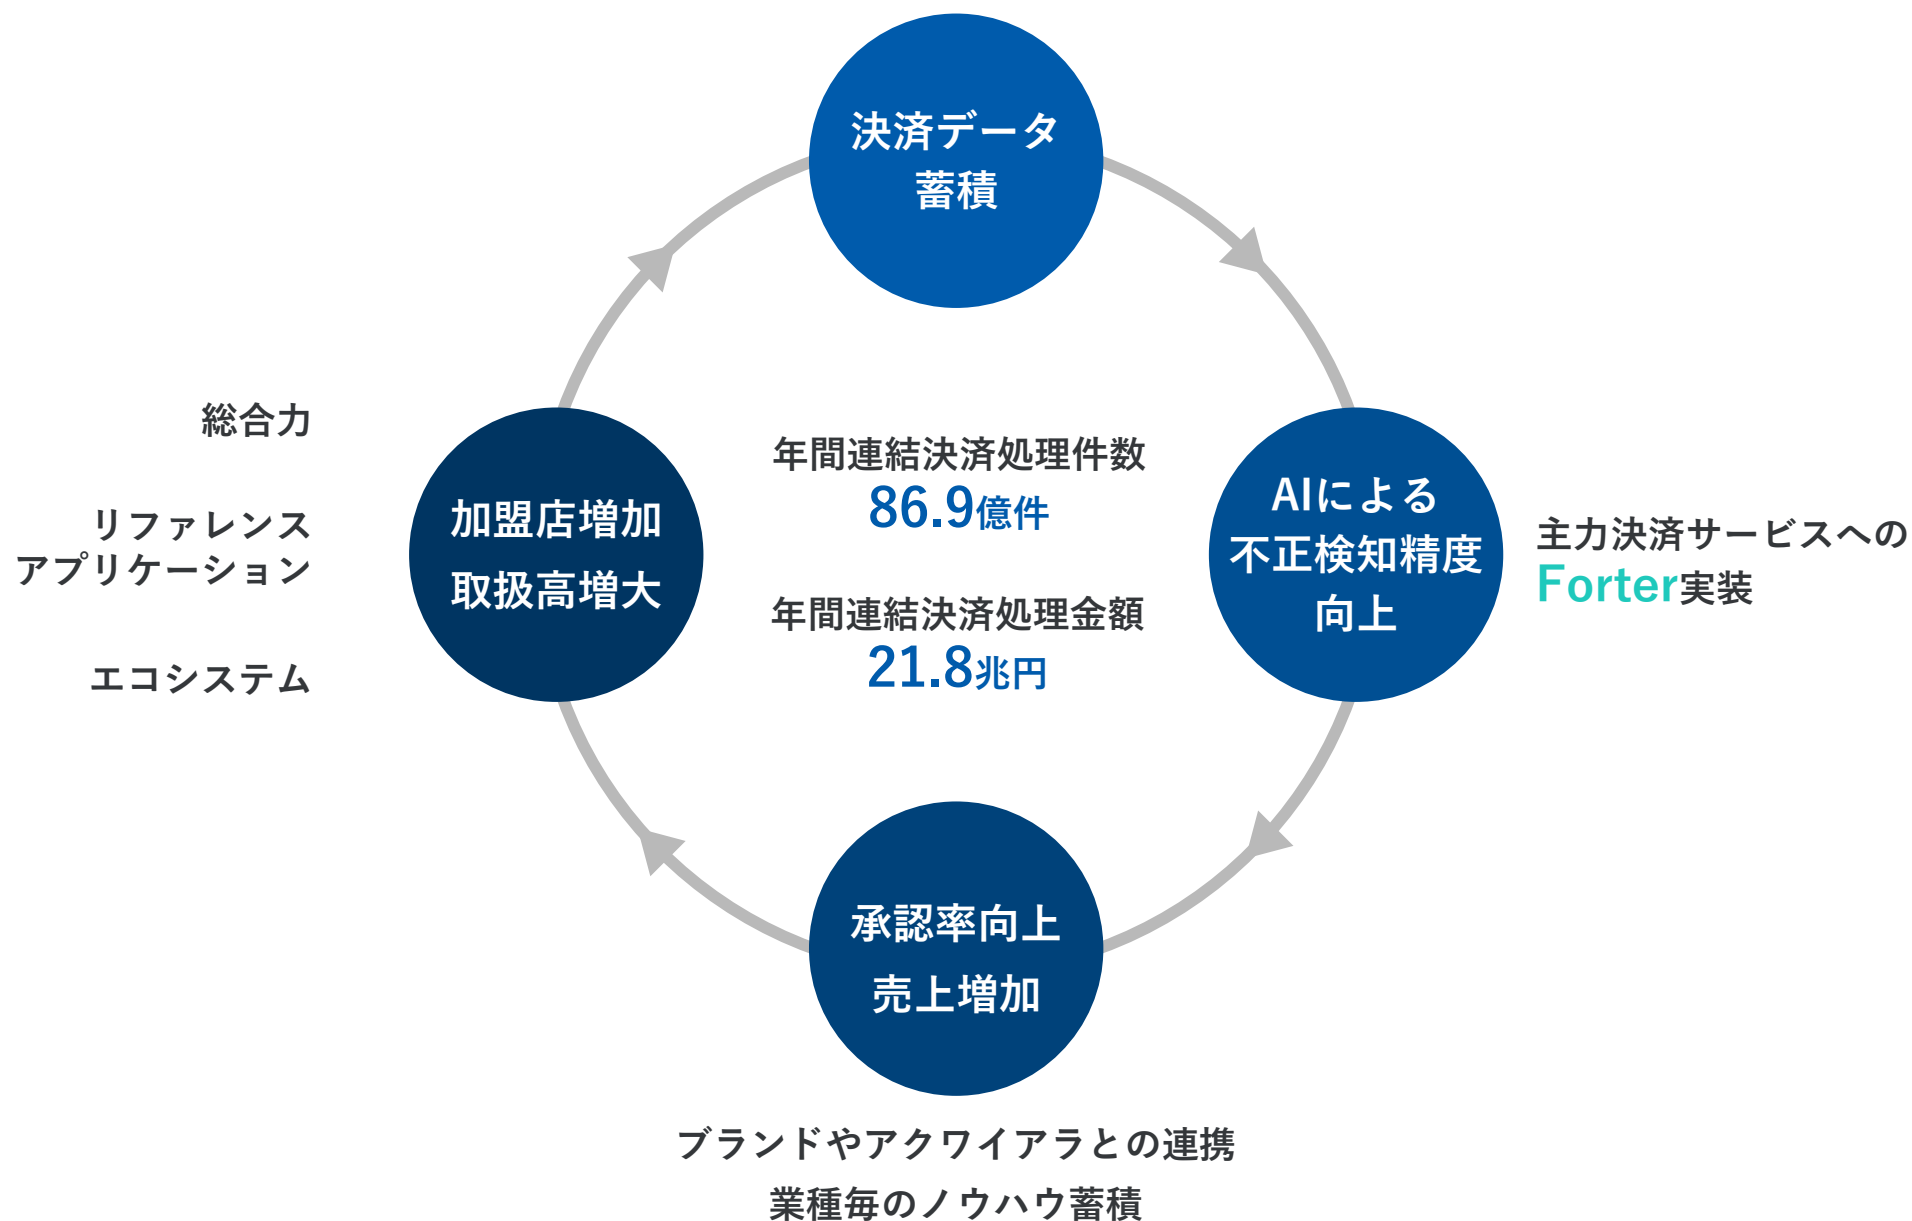 決済データ
蓄積
総合力
リファレンス
アプリケーション
エコシステム
加盟店増加
取扱高増大
年間連結決済処理件数
86.9億件
年間連結決済処理金額
21.8兆円
AIによる
不正検知精度
向上
主力決済サービスへの
Forter実装
承認率向上
売上増加
ブランドやアクワイアラとの連携
業種毎のノウハウ蓄積